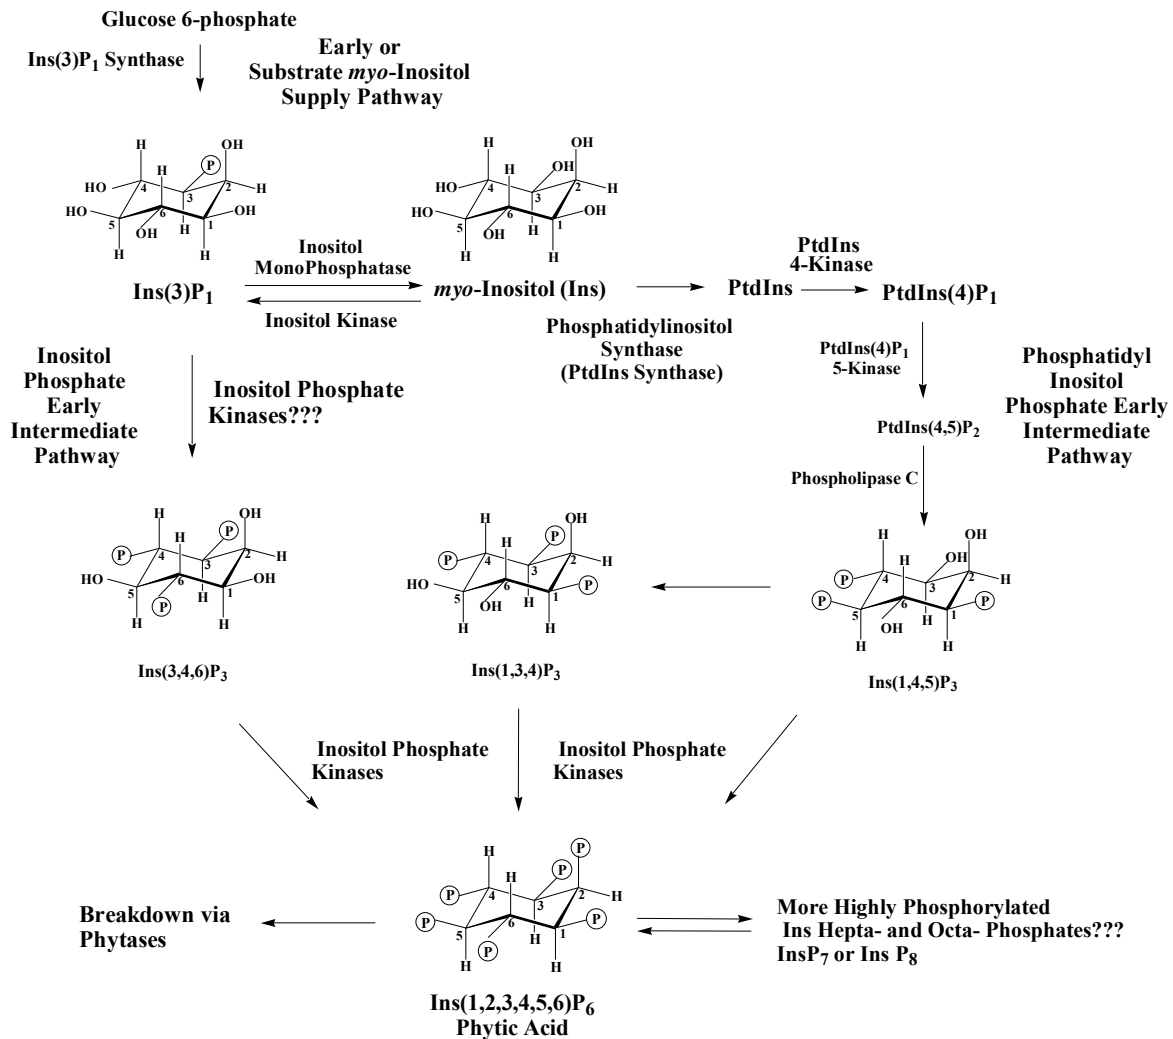 Glucose 6-phosphate
Ins(3)P1 Synthase
Early or
Substrate myo-Inositol
Supply Pathway
H
OH
P
H
HO
4
3
2
H
HO
6
OH
5
OH
H
1
H
H
Ins(3)P1
H
OH
OH
H
HO
4
3
2
H
HO
6
OH
5
OH
H
1
H
H
myo-Inositol (Ins)
Inositol
MonoPhosphatase
Inositol Kinase
Phosphatidylinositol
Synthase
(PtdIns Synthase)
PtdIns
PtdIns
4-Kinase
PtdIns(4)P1
PtdIns(4)P1
5-Kinase
PtdIns(4,5)P2
Phospholipase C
Phosphatidyl
Inositol
Phosphate Early
Intermediate
Pathway
Inositol
Phosphate
Early
Intermediate
Pathway
Inositol Phosphate
Kinases???
H
OH
P
H
P
4
3
2
H
HO
6
OH
5
P
H
1
H
H
Ins(3,4,6)P3
H
OH
P
H
P
4
3
2
H
HO
6
P
5
OH
H
1
H
H
Ins(1,3,4)P3
H
OH
OH
H
P
4
3
2
H
P
6
P
5
OH
H
1
H
H
Ins(1,4,5)P3
Inositol Phosphate
Kinases
Inositol Phosphate
Kinases
H
P
P
H
P
4
3
2
H
P
6
P
5
P
H
1
H
H
Ins(1,2,3,4,5,6)P6
Phytic Acid
Breakdown via
Phytases
More Highly Phosphorylated
Ins Hepta- and Octa- Phosphates???
InsP7 or Ins P8